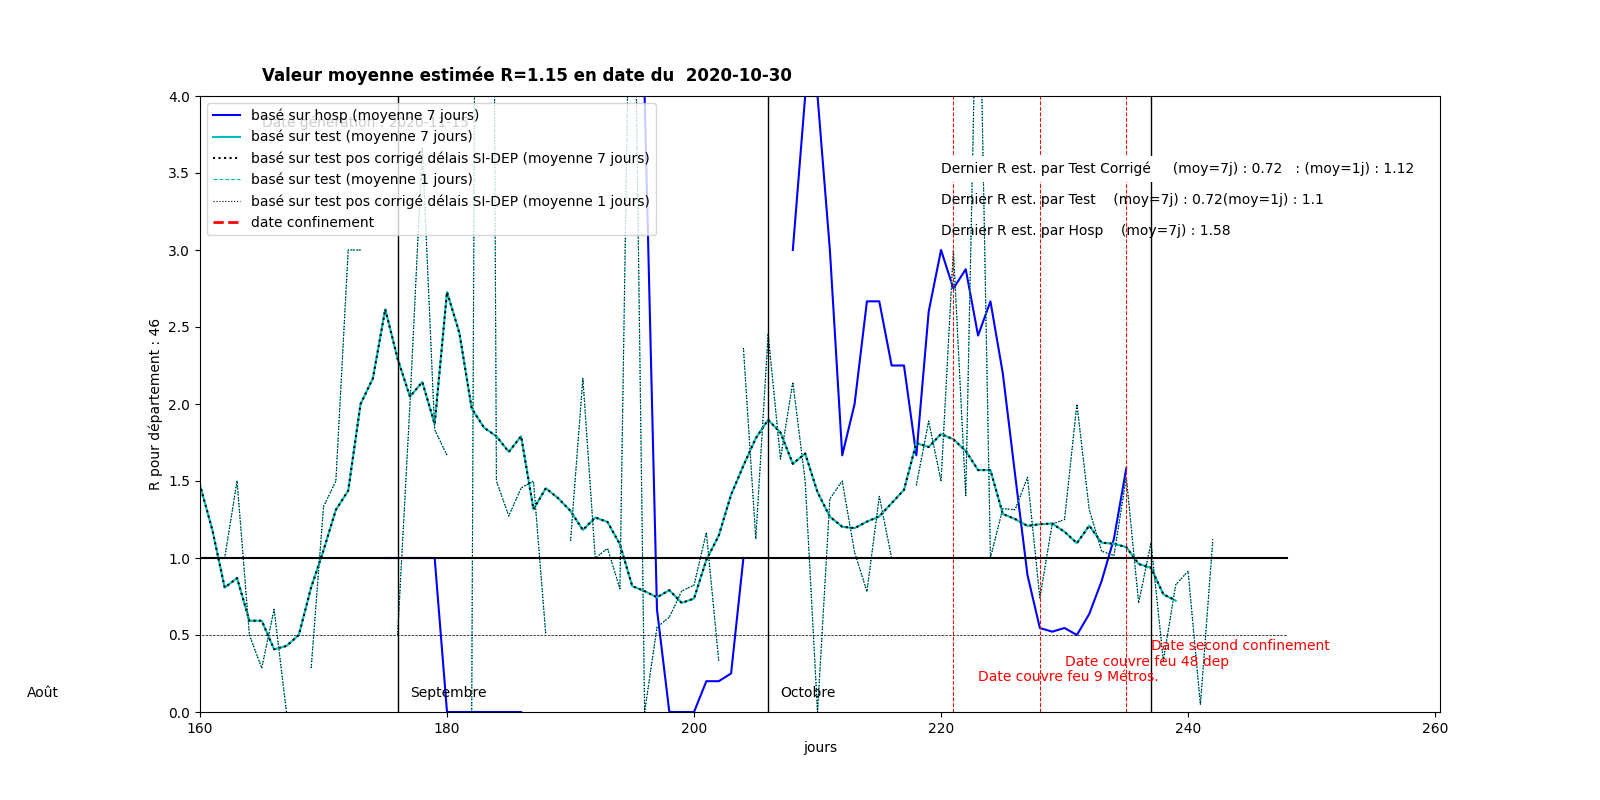 Valeur moyenne estimée R=1.15 en date du  2020-10-30
basé sur hosp (moyenne 7 jours)
basé sur test (moyenne 7 jours)
basé sur test pos corrigé délais SI-DEP (moyenne 7 jours)
basé sur test (moyenne 1 jours)
basé sur test pos corrigé délais SI-DEP (moyenne 1 jours)
date confinement
Dernier R est. par Test Corrigé     (moy=7j) : 0.72   : (moy=1j) : 1.12
Dernier R est. par Test    (moy=7j) : 0.72(moy=1j) : 1.1
Dernier R est. par Hosp    (moy=7j) : 1.58
4.0
3.5
3.0
2.5
2.0
1.5
1.0
0.5
0.0
R pour département : 46
Date second confinement
Date couvre feu 48 dep
Date couvre feu 9 Métros.
Août
Septembre
Octobre
160 180 200 220 240 260
jours